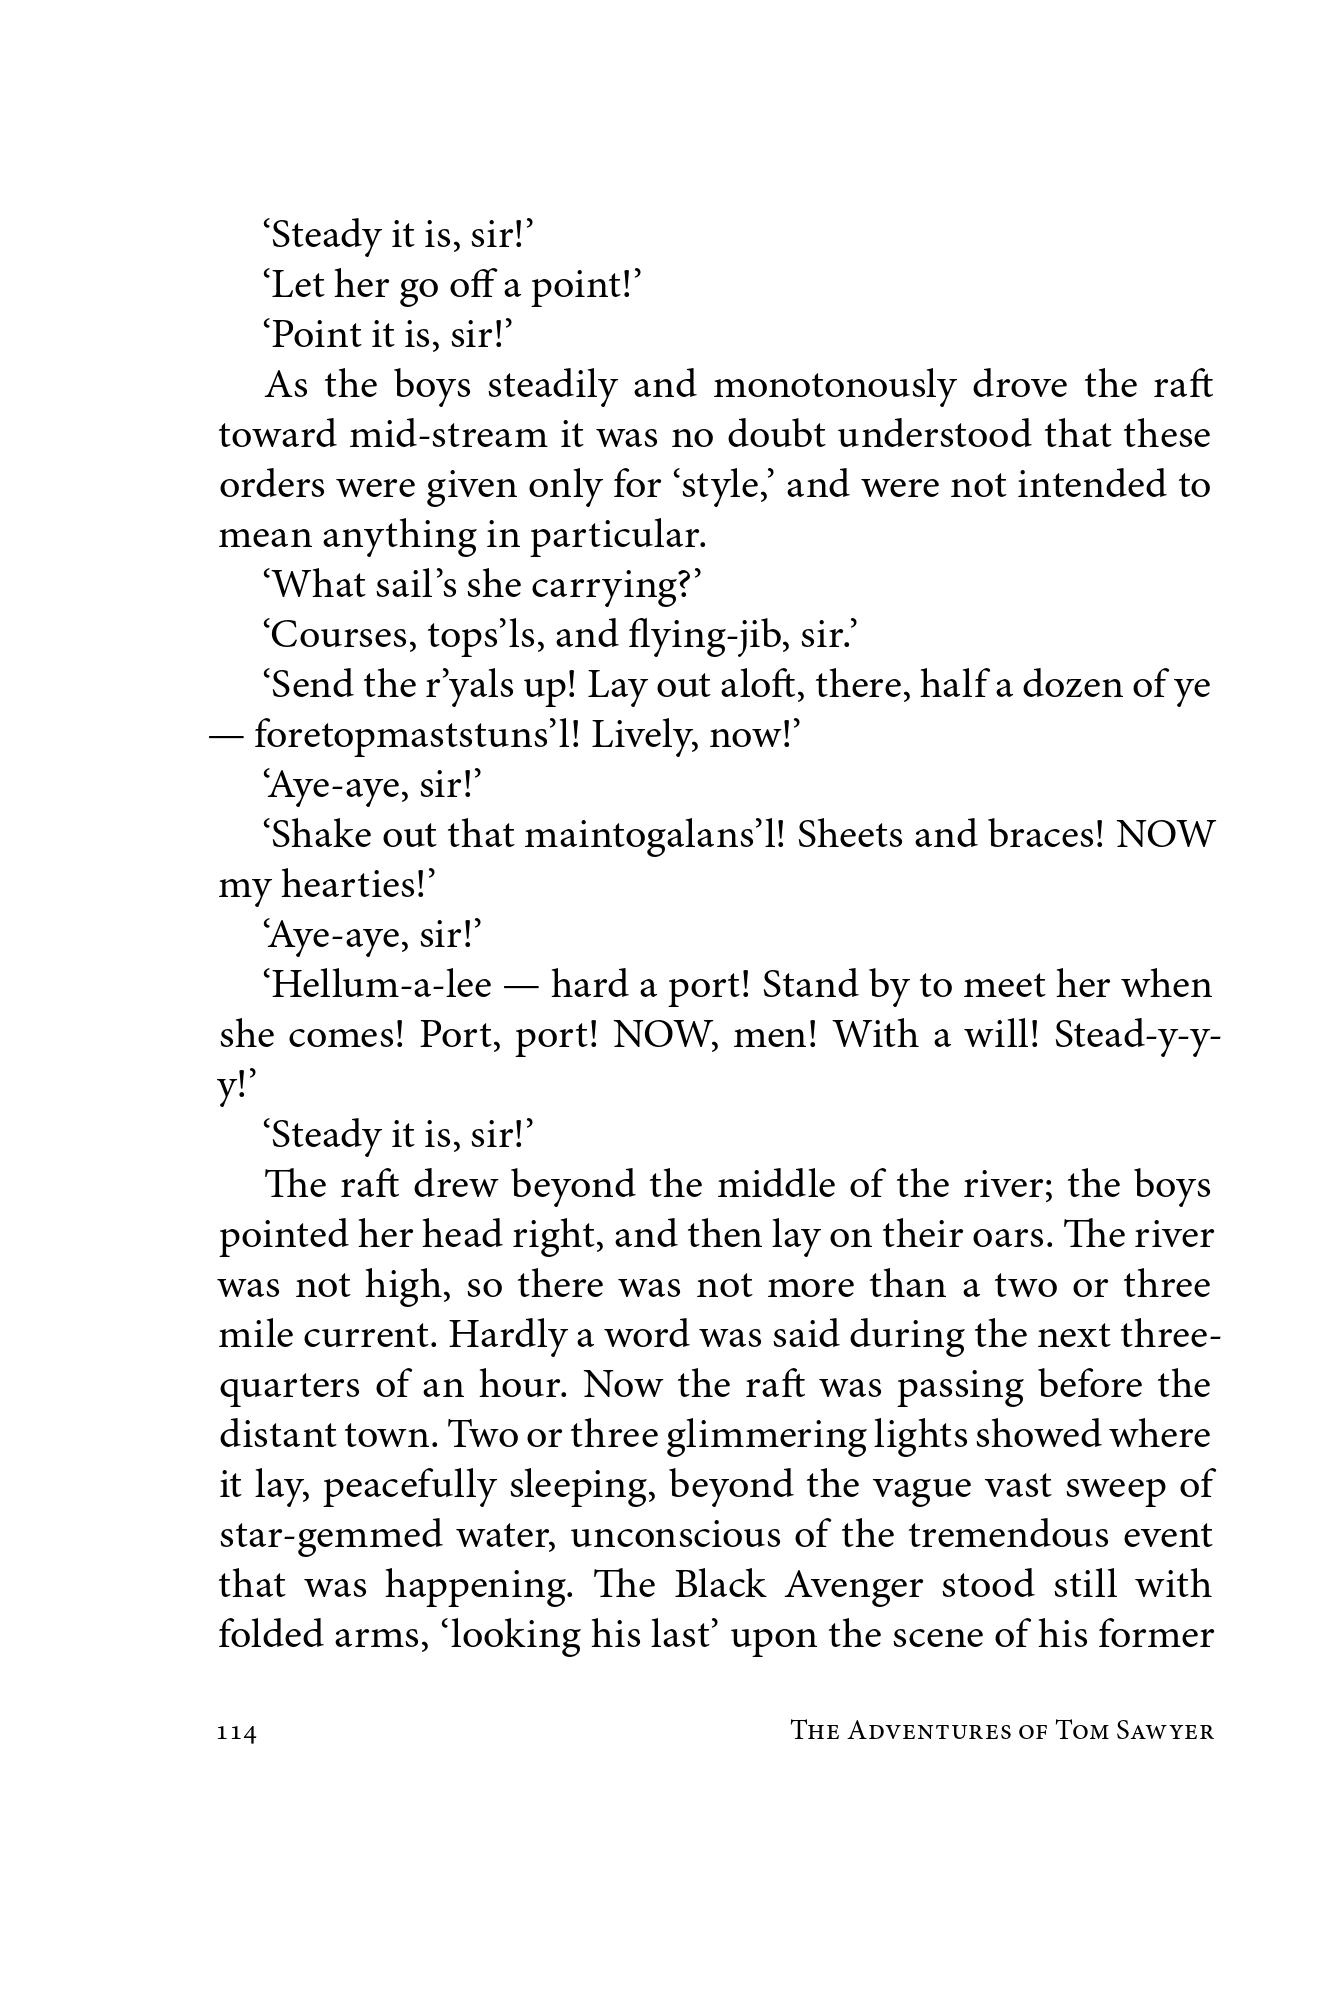 ‘Steady it is, sir!’
‘Let her go off a point!’
‘Point it is, sir!’
As the boys steadily and monotonously drove the raft
toward mid-stream it was no doubt understood that these
orders were given only for ‘style,’ and were not intended to
mean anything in particular.
‘What sail’s she carrying?’
‘Courses, tops’ls, and flying-jib, sir.’
‘Send the r’yals up! Lay out aloft, there, half a dozen of ye
— foretopmaststuns’l! Lively, now!’
‘Aye-aye, sir!’
‘Shake out that maintogalans’l! Sheets and braces! NOW
my hearties!’
‘Aye-aye, sir!’
‘Hellum-a-lee — hard a port! Stand by to meet her when
she comes! Port, port! NOW, men! With a will! Stead-y-y-
y!’
‘Steady it is, sir!’
The raft drew beyond the middle of the river; the boys
pointed her head right, and then lay on their oars. The river
was not high, so there was not more than a two or three
mile current. Hardly a word was said during the next three-
quarters of an hour. Now the raft was passing before the
distant town. Two or three glimmering lights showed where
it lay, peacefully sleeping, beyond the vague vast sweep of
star-gemmed water, unconscious of the tremendous event
that was happening. The Black Avenger stood still with
folded arms, ‘looking his last’ upon the scene of his former
114 The Adventures of Tom Sawyer